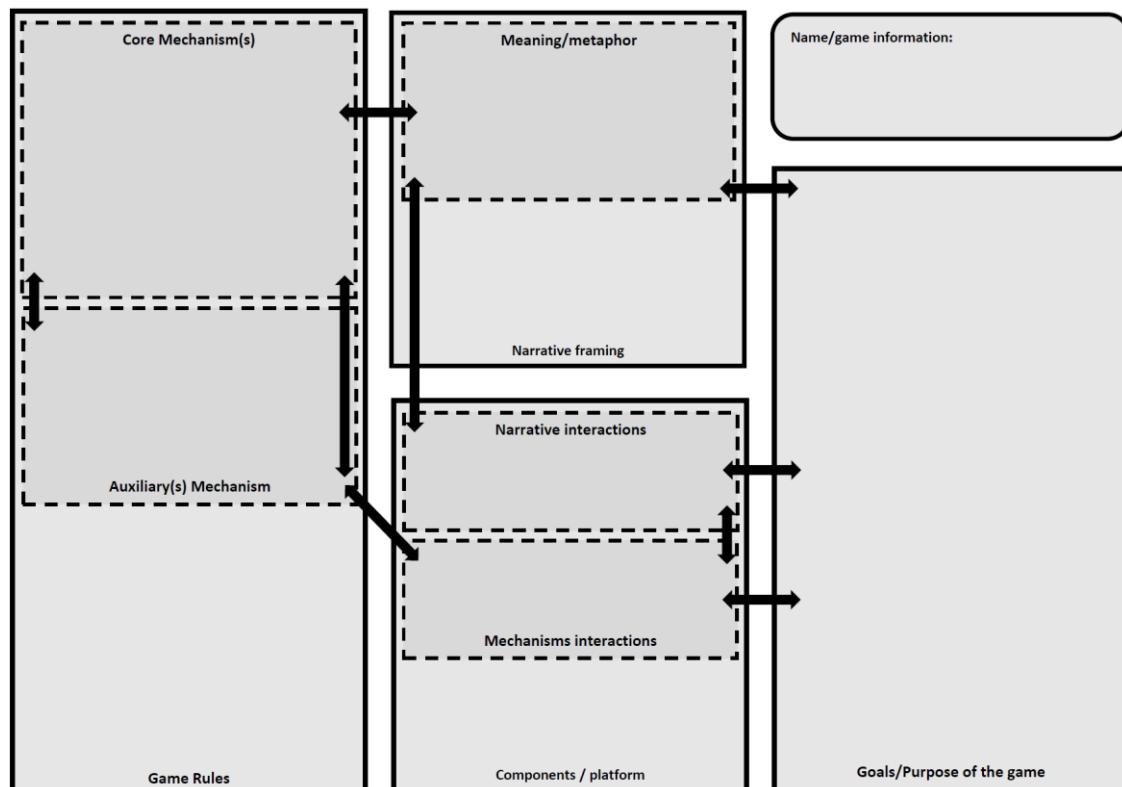 Core Mechanism(s)
Auxiliary(s) Mechanism
Game Rules
Meaning/metaphor
Narrative framing
Narrative interactions
Mechanisms interactions
Components / platform
Name/game information:
Goals/Purpose of the game